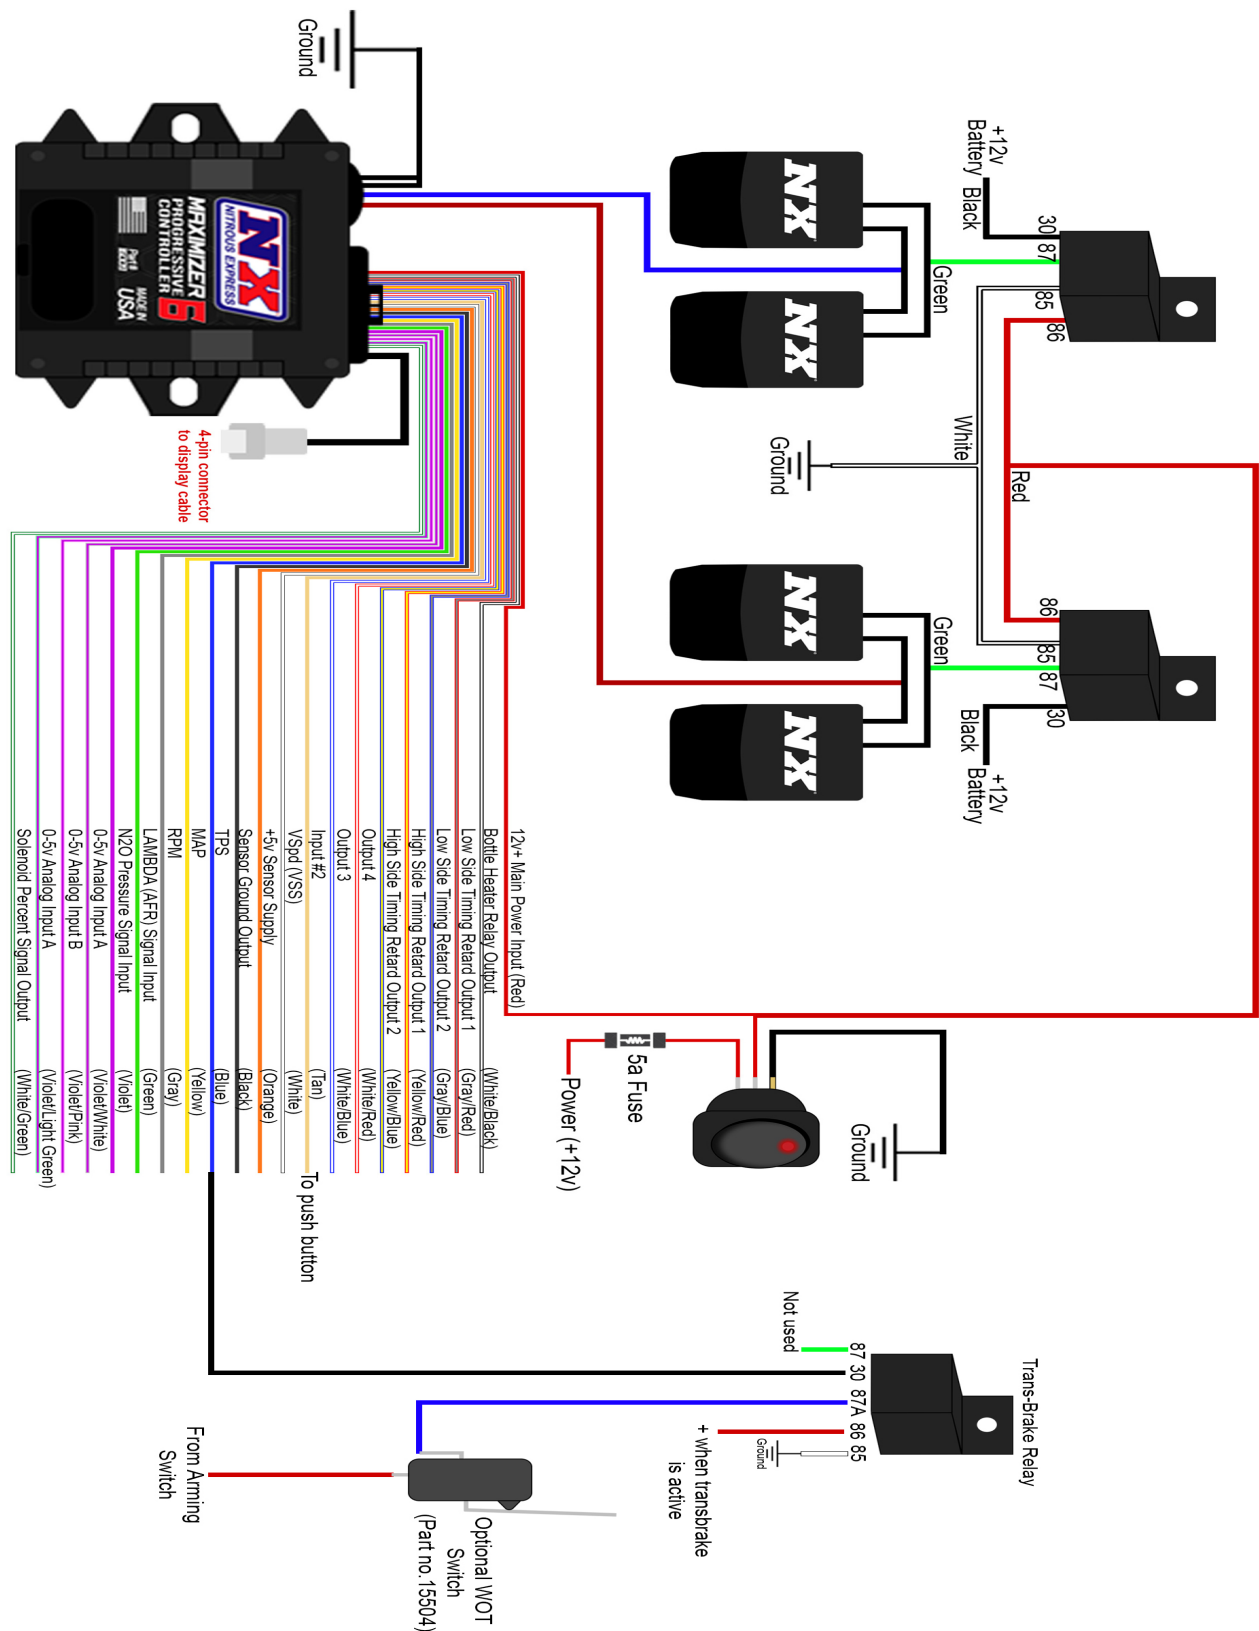 Ground
NX
NITROUS EXPRESS
MAXIMIZER 6
PROGRESSIVE
CONTROLLER
MADE IN
USA
4-pin connector
to display cable
+12v
Battery
Black
30
87
85
86
Green
NX
NX
White
Red
Ground
86
85
87
30
Green
Black
+12v
Battery
NX
NX
12v+ Main Power Input (Red)
Bottle Heater Relay Output (White/Black)
Low Side Timing Retard Output 1 (Gray/Red)
Low Side Timing Retard Output 2 (Gray/Blue)
High Side Timing Retard Output 1 (Yellow/Red)
High Side Timing Retard Output 2 (Yellow/Blue)
Output 4 (White/Red)
Output 3 (White/Blue)
Input #2 (Tan)
VSpd (VSS) (White)
+5v Sensor Supply (Orange)
Sensor Ground Output (Black)
TPS (Blue)
MAP (Yellow)
RPM (Gray)
LAMBDA (AFR) Signal Input (Green)
N2O Pressure Signal Input (Violet)
0-5v Analog Input A (Violet/White)
0-5v Analog Input B (Violet/Pink)
0-5v Analog Input A (Violet/Light Green)
Solenoid Percent Signal Output (White/Green)
To push button
5a Fuse
Power (+12v)
Ground
Trans-Brake Relay
87
30
87A
86
85
Not used
+ when transbrake
is active
Ground
From Arming
Switch
Optional WOT
Switch
(Part no.15504)